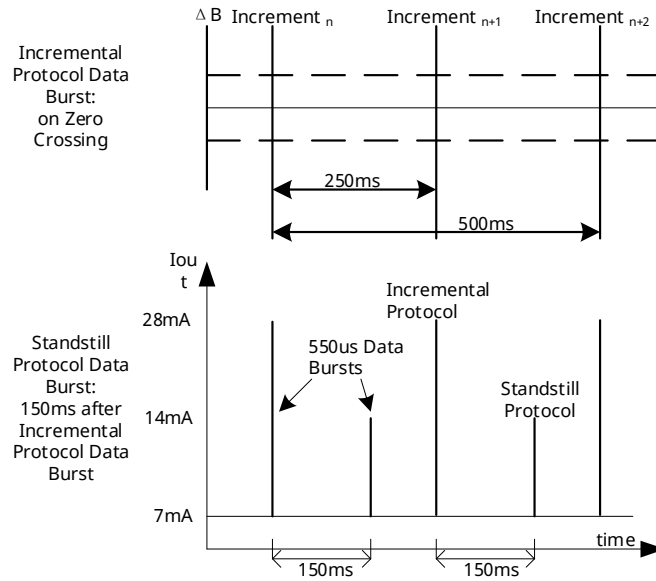 Δ B
Increment n
Increment n+1
Increment n+2
Incremental
Protocol Data
Burst:
on Zero
Crossing
250ms
500ms
Iou
t
Incremental
Protocol
28mA
550us Data
Bursts
Standstill
Protocol Data
Burst:
150ms after
Incremental
Protocol Data
Burst
Standstill
Protocol
14mA
7mA
time
150ms
150ms